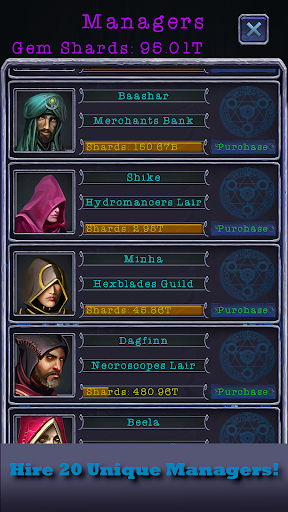 Managers
Gem Shards: 95.01T
Baashar
Merchants Bank
Shards: 150.67B
Purchase
Shike
Hydromancers Lair
Shards: 2.95T
Purchase
Minha
Hexblades Guild
Shards: 45.86T
Purchase
Dagfinn
Necroscopes Lair
Shards: 480.96T
Purchase
Beela
Hire 20 Unique Managers!